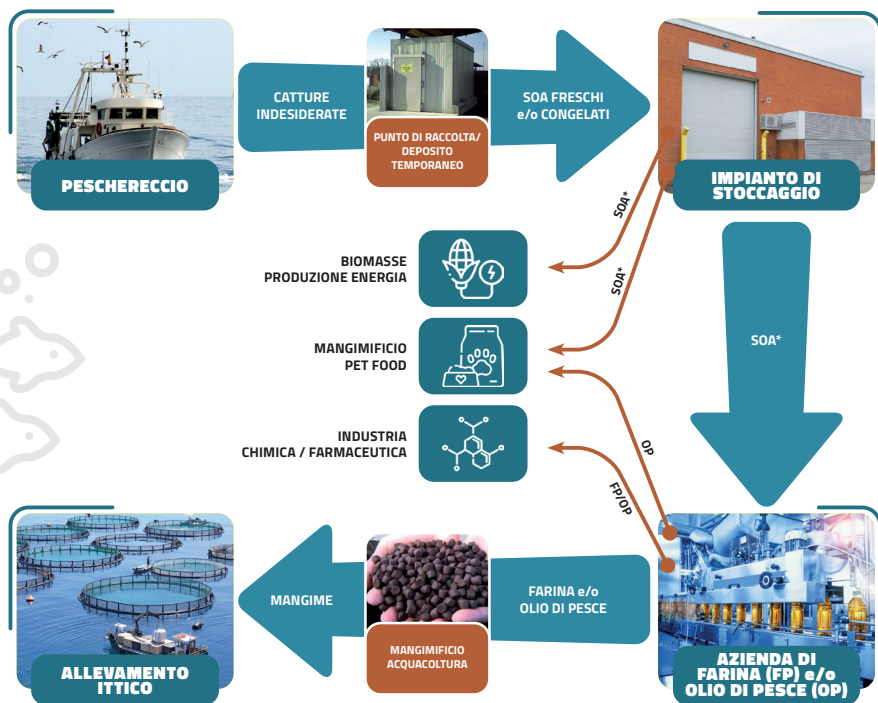 CATTURE
INDESIDERATE
PUNTO DI RACCOLTA/
DEPOSITO
TEMPORANEO
SOA FRESCHI
e/o CONGELATI
PESCHERECCIO
IMPIANTO DI
STOCCAGGIO
SOA*
SOA*
BIOMASSE
PRODUZIONE ENERGIA
MANGIMIFICIO
PET FOOD
SOA*
INDUSTRIA
CHIMICA / FARMACEUTICA
OP
FP/OP
MANGIME
FARINA e/o
OLIO DI PESCE
MANGIMIFICIO
ACQUACOLTURA
ALLEVAMENTO
ITTICO
AZIENDA DI
FARINA (FP) e/o
OLIO DI PESCE (OP)